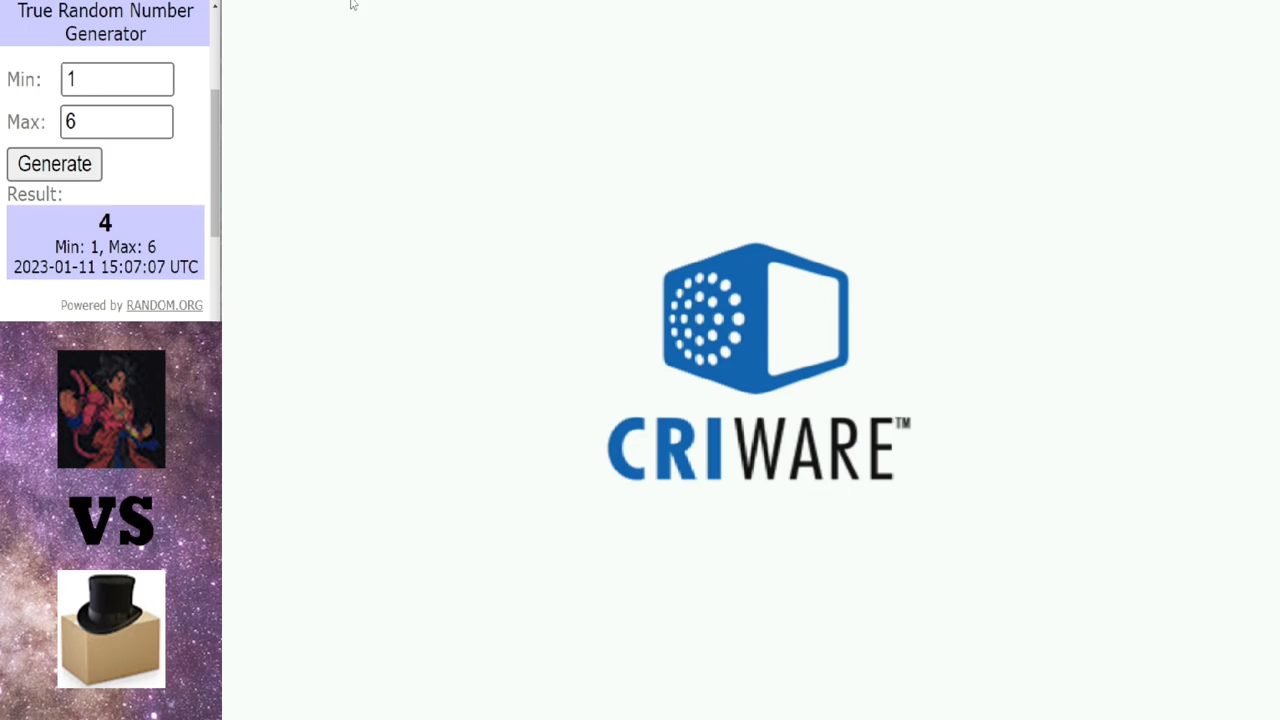 True Random Number
Generator
Min: 1
Max: 6
Generate
Result:
4
Min: 1, Max: 6
2023-01-11 15:07:07 UTC
Powered by RANDOM.ORG
VS
CRIWARE™